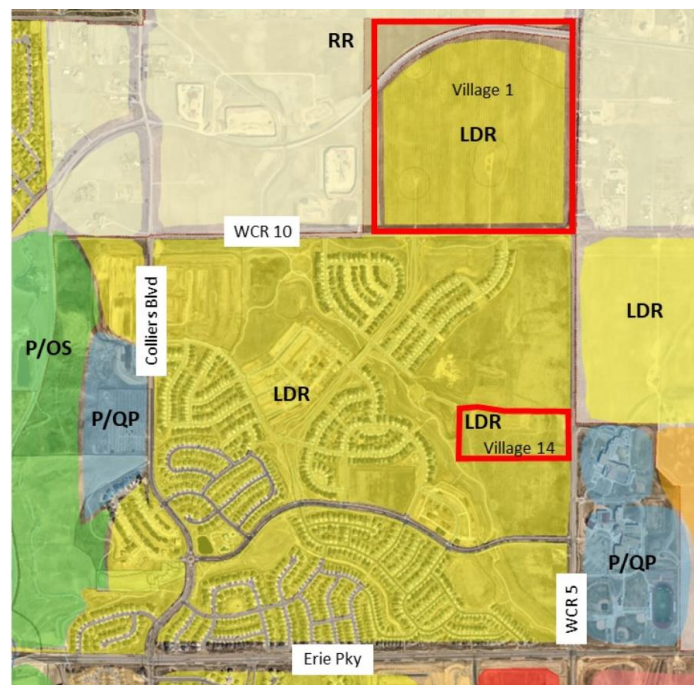 RR
Village 1
LDR
WCR 10
Colliers Blvd
LDR
P/OS
P/QP
LDR
LDR
Village 14
P/QP
WCR 5
Erie Pky